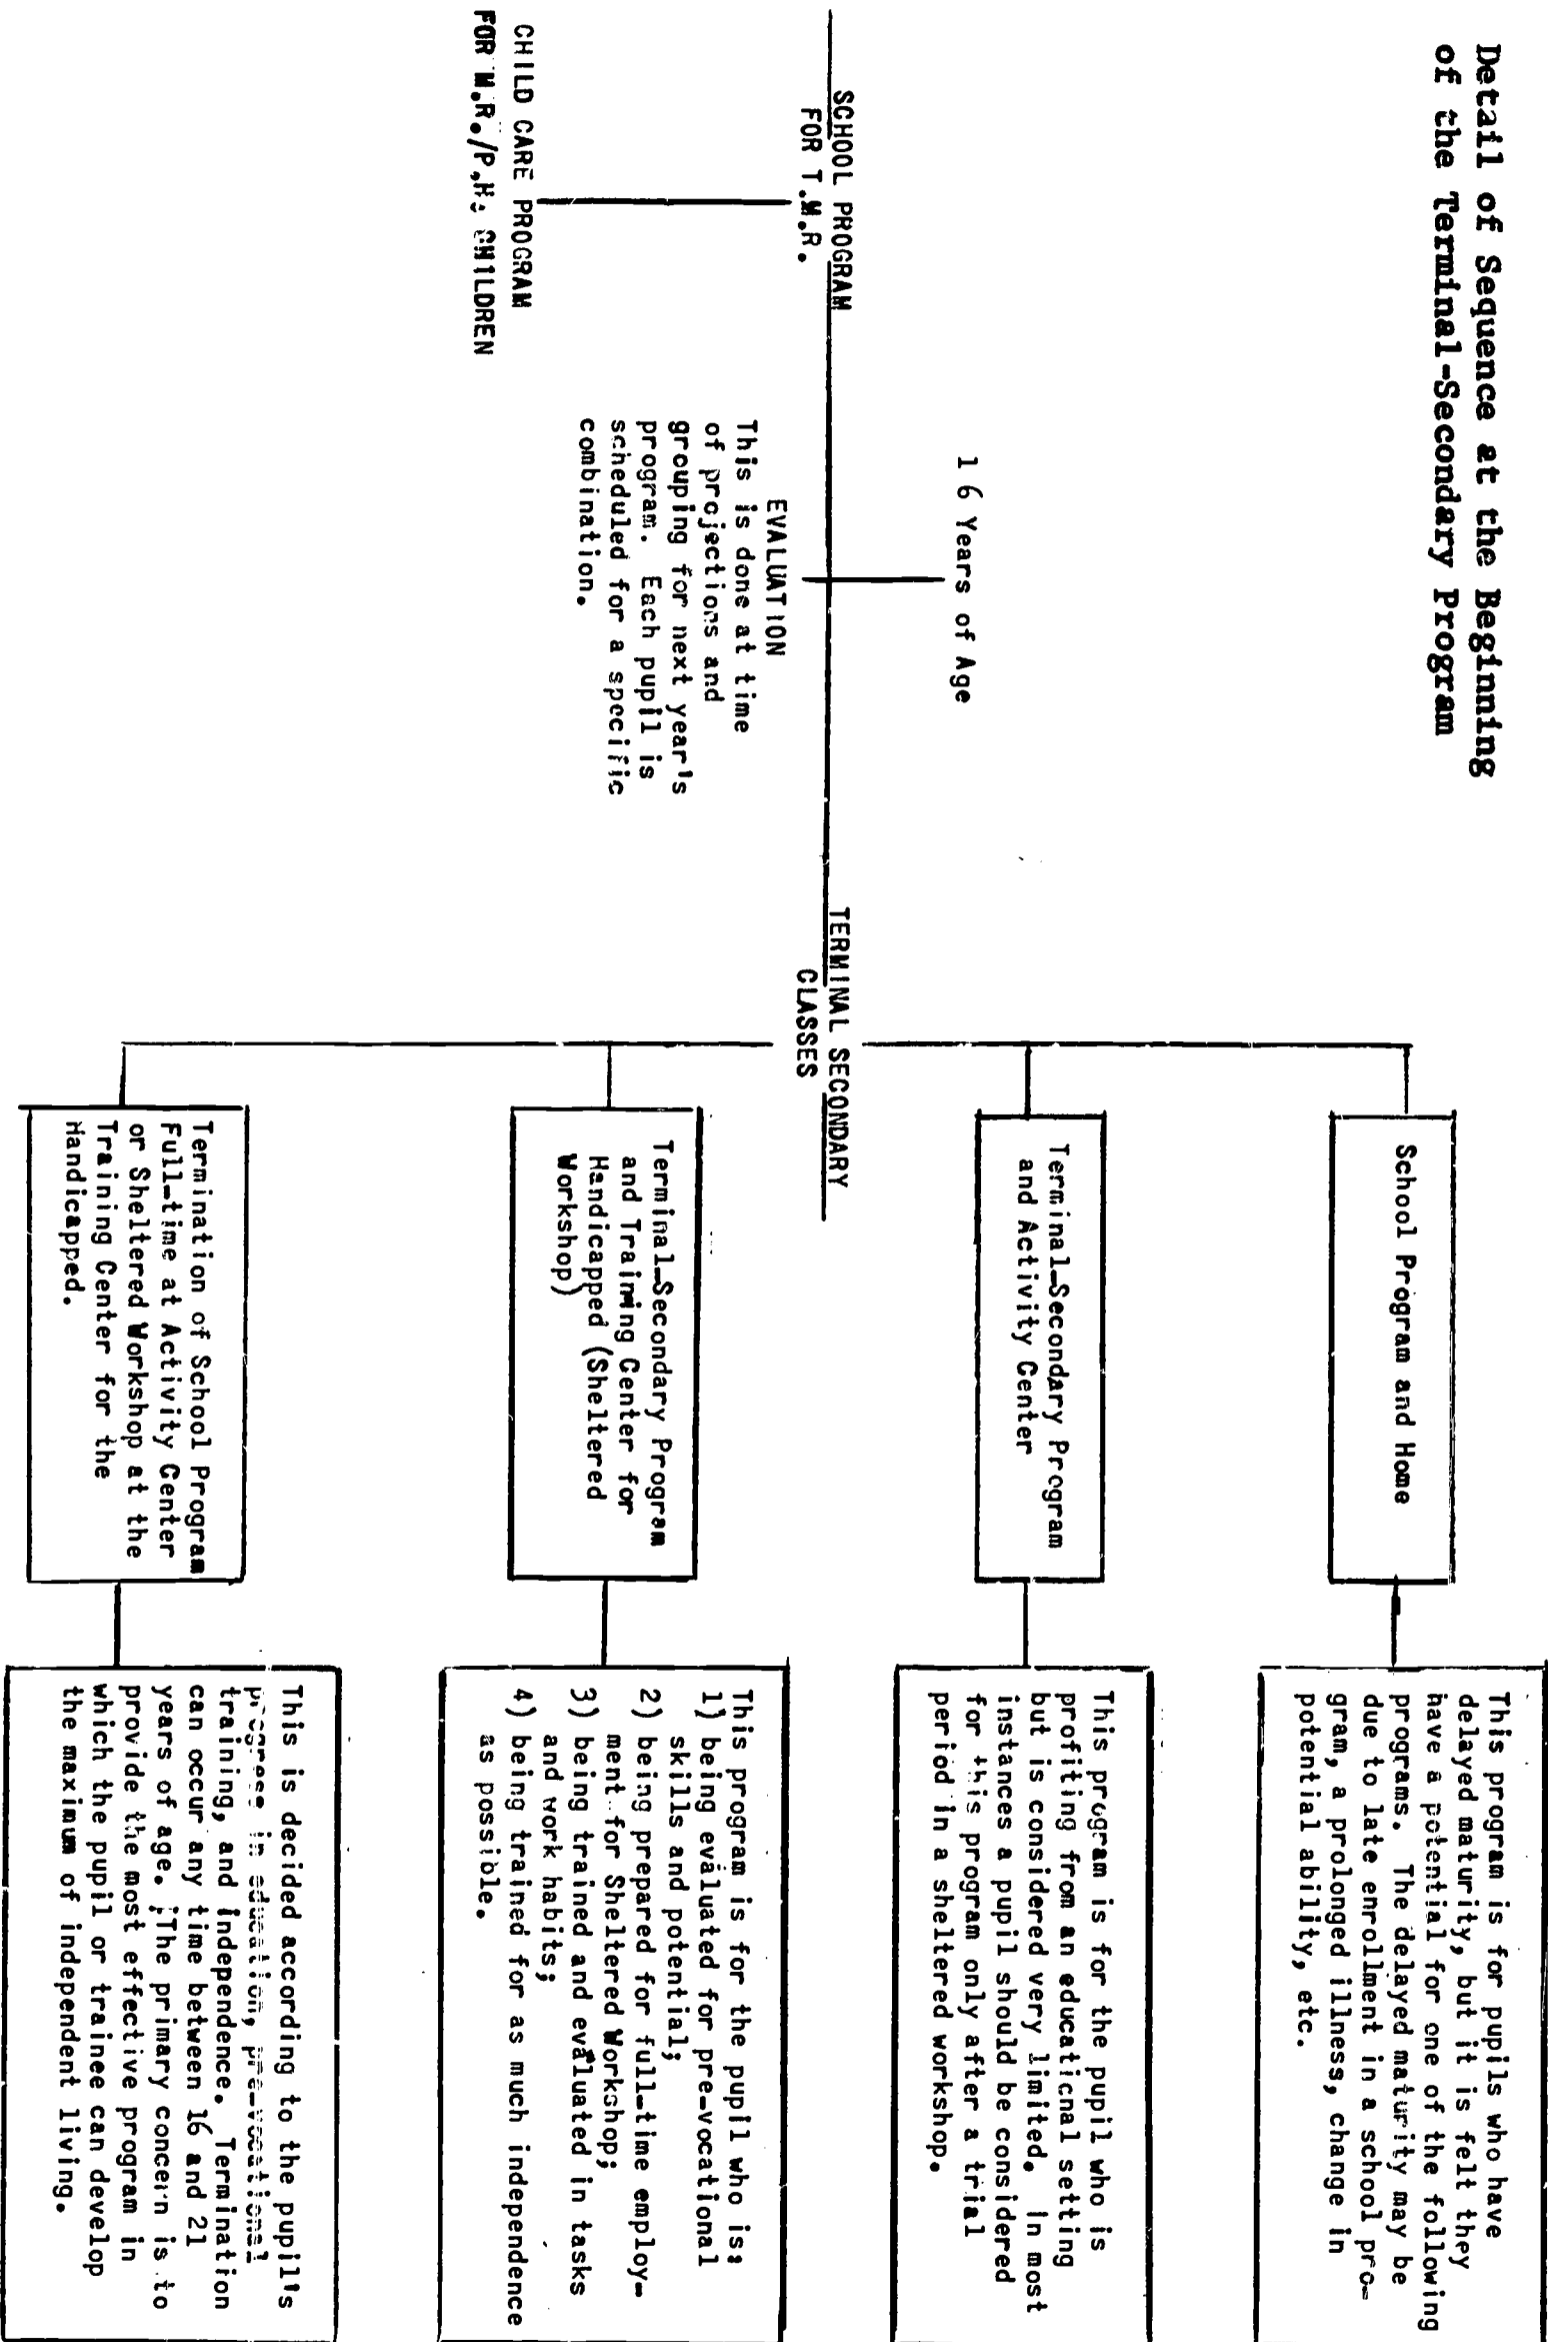 Detail of Sequence at the Beginning
of the Terminal-Secondary Program
SCHOOL PROGRAM
FOR T.M.R.
CHILD CARE PROGRAM
FOR M.R./P.H. CHILDREN
16 Years of Age
EVALUATION
This is done at time
of projections and
grouping for next year's
program. Each pupil is
scheduled for a specific
combination.
TERMINAL SECONDARY
CLASSES
School Program and Home
This program is for pupils who have
delayed maturity, but it is felt they
have a potential for one of the following
programs. The delayed maturity may be
due to late enrollment in a school pro-
gram, a prolonged illness, change in
potential ability, etc.
Terminal-Secondary Program
and Activity Center
This program is for the pupil who is
profiting from an educational setting
but is considered very limited. In most
instances a pupil should be considered
for this program only after a trial
period in a sheltered workshop.
Terminal-Secondary Program
and Training Center for
Handicapped (Sheltered
Workshop)
This program is for the pupil who is:
1) being evaluated for pre-vocational
skills and potential;
2) being prepared for full-time employ-
ment for Sheltered Workshop;
3) being trained and evaluated in tasks
and work habits;
4) being trained for as much independence
as possible.
Termination of School Program
Full-time at Activity Center
or Sheltered Workshop at the
Training Center for the
Handicapped.
This is decided according to the pupil's
progress in education, pre-vocational
training, and independence. Termination
can occur any time between 16 and 21
years of age. The primary concern is to
provide the most effective program in
which the pupil or trainee can develop
the maximum of independent living.